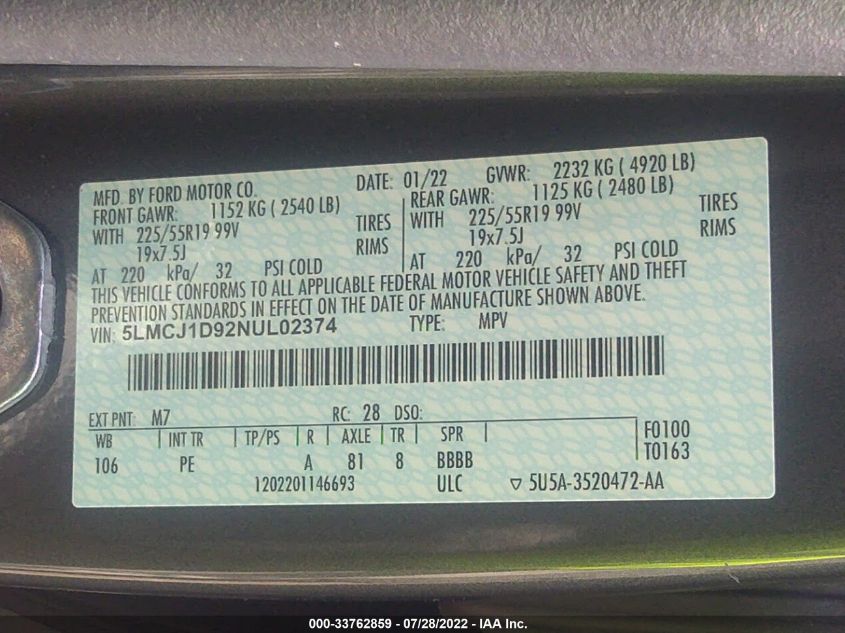 MFD. BY FORD MOTOR CO. DATE: 01/22 GVWR: 2232 KG ( 4920 LB)
FRONT GAWR: 1152 KG ( 2540 LB) REAR GAWR: 1125 KG ( 2480 LB)
WITH 225/55R19 99V TIRES WITH 225/55R19 99V TIRES
19x7.5J RIMS 19x7.5J RIMS
AT 220 kPa/ 32 PSI COLD AT 220 kPa/ 32 PSI COLD
THIS VEHICLE CONFORMS TO ALL APPLICABLE FEDERAL MOTOR VEHICLE SAFETY AND THEFT
PREVENTION STANDARDS IN EFFECT ON THE DATE OF MANUFACTURE SHOWN ABOVE.
VIN: 5LMCJ1D92NUL02374 TYPE: MPV
EXT PNT: M7 RC: 28 DSO:
WB INT TR TP/PS R AXLE TR SPR F0100
106 PE A 81 8 BBBB T0163
1202201146693 ULC ▽ 5U5A-3520472-AA
000-33762859 - 07/28/2022 - IAA Inc.